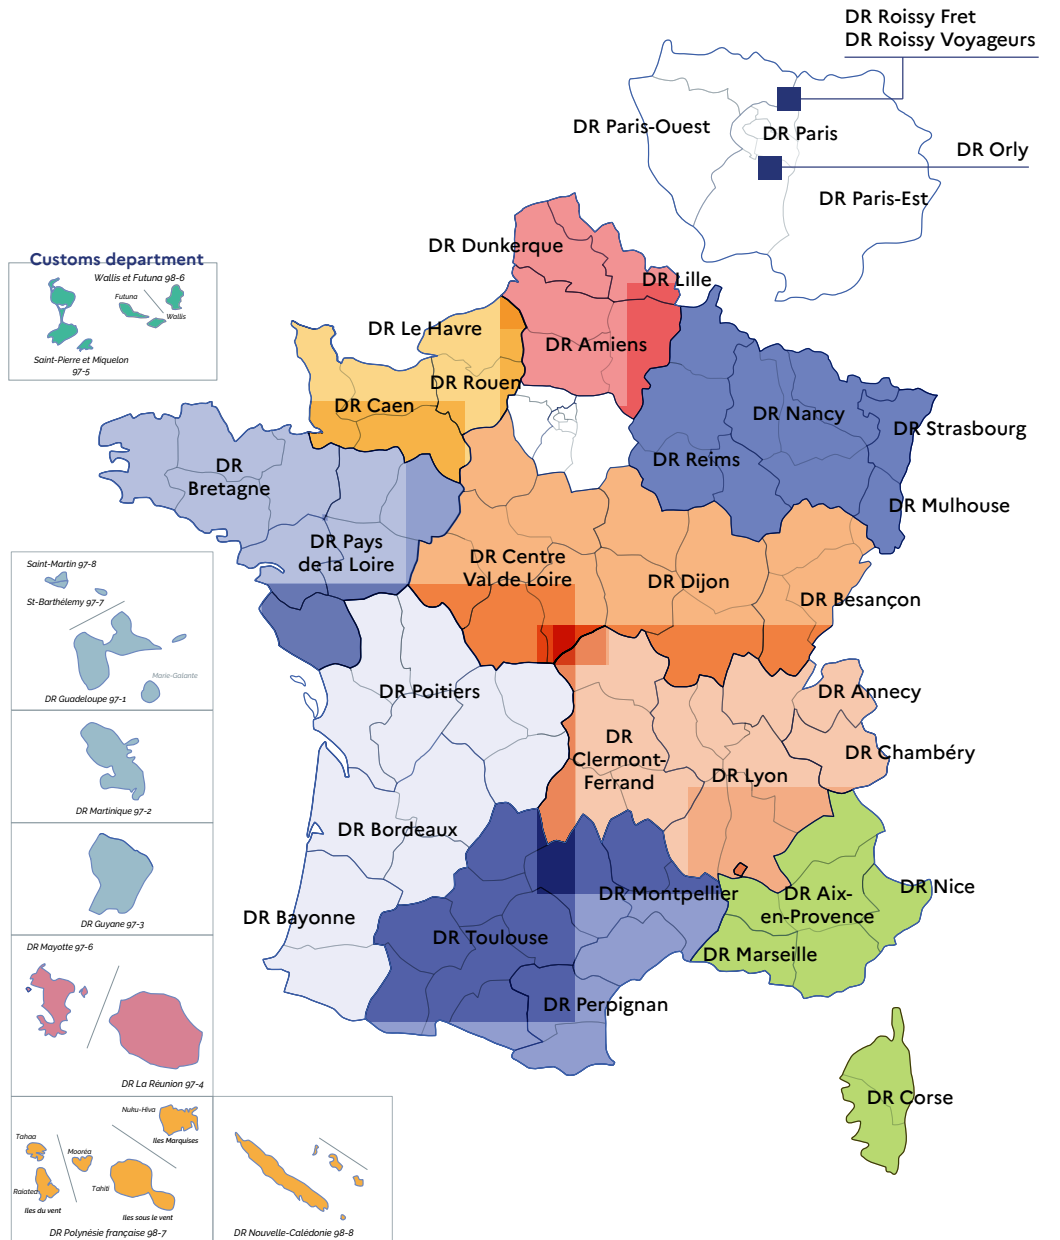 DR Roissy Fret
DR Roissy Voyageurs
DR Paris-Ouest
DR Paris
DR Orly
DR Paris-Est
DR Dunkerque
DR Lille
Customs department
Wallis et Futuna 98-6
Futuna
Wallis
Saint-Pierre et Miquelon
97-5
DR Le Havre
DR Amiens
DR Rouen
DR Caen
DR Nancy
DR Strasbourg
DR Reims
DR
Bretagne
DR Mulhouse
DR Pays
de la Loire
DR Centre
Val de Loire
DR Dijon
DR Besançon
Saint-Martin 97-8
St-Barthélemy 97-7
Marie-Galante
DR Guadeloupe 97-1
DR Poitiers
DR Annecy
DR
Clermont-
Ferrand
DR Chambéry
DR Lyon
DR Martinique 97-2
DR Bordeaux
DR Montpellier
DR Aix-
en-Provence
DR Nice
DR Bayonne
DR Toulouse
DR Marseille
DR Guyane 97-3
DR Mayotte 97-6
DR La Réunion 97-4
DR Perpignan
DR Corse
Nuku-Hiva
Iles Marquises
Tahaa
Mooréa
Raiatea
Tahiti
Iles du vent
Iles sous le vent
DR Polynésie française 98-7
DR Nouvelle-Calédonie 98-8